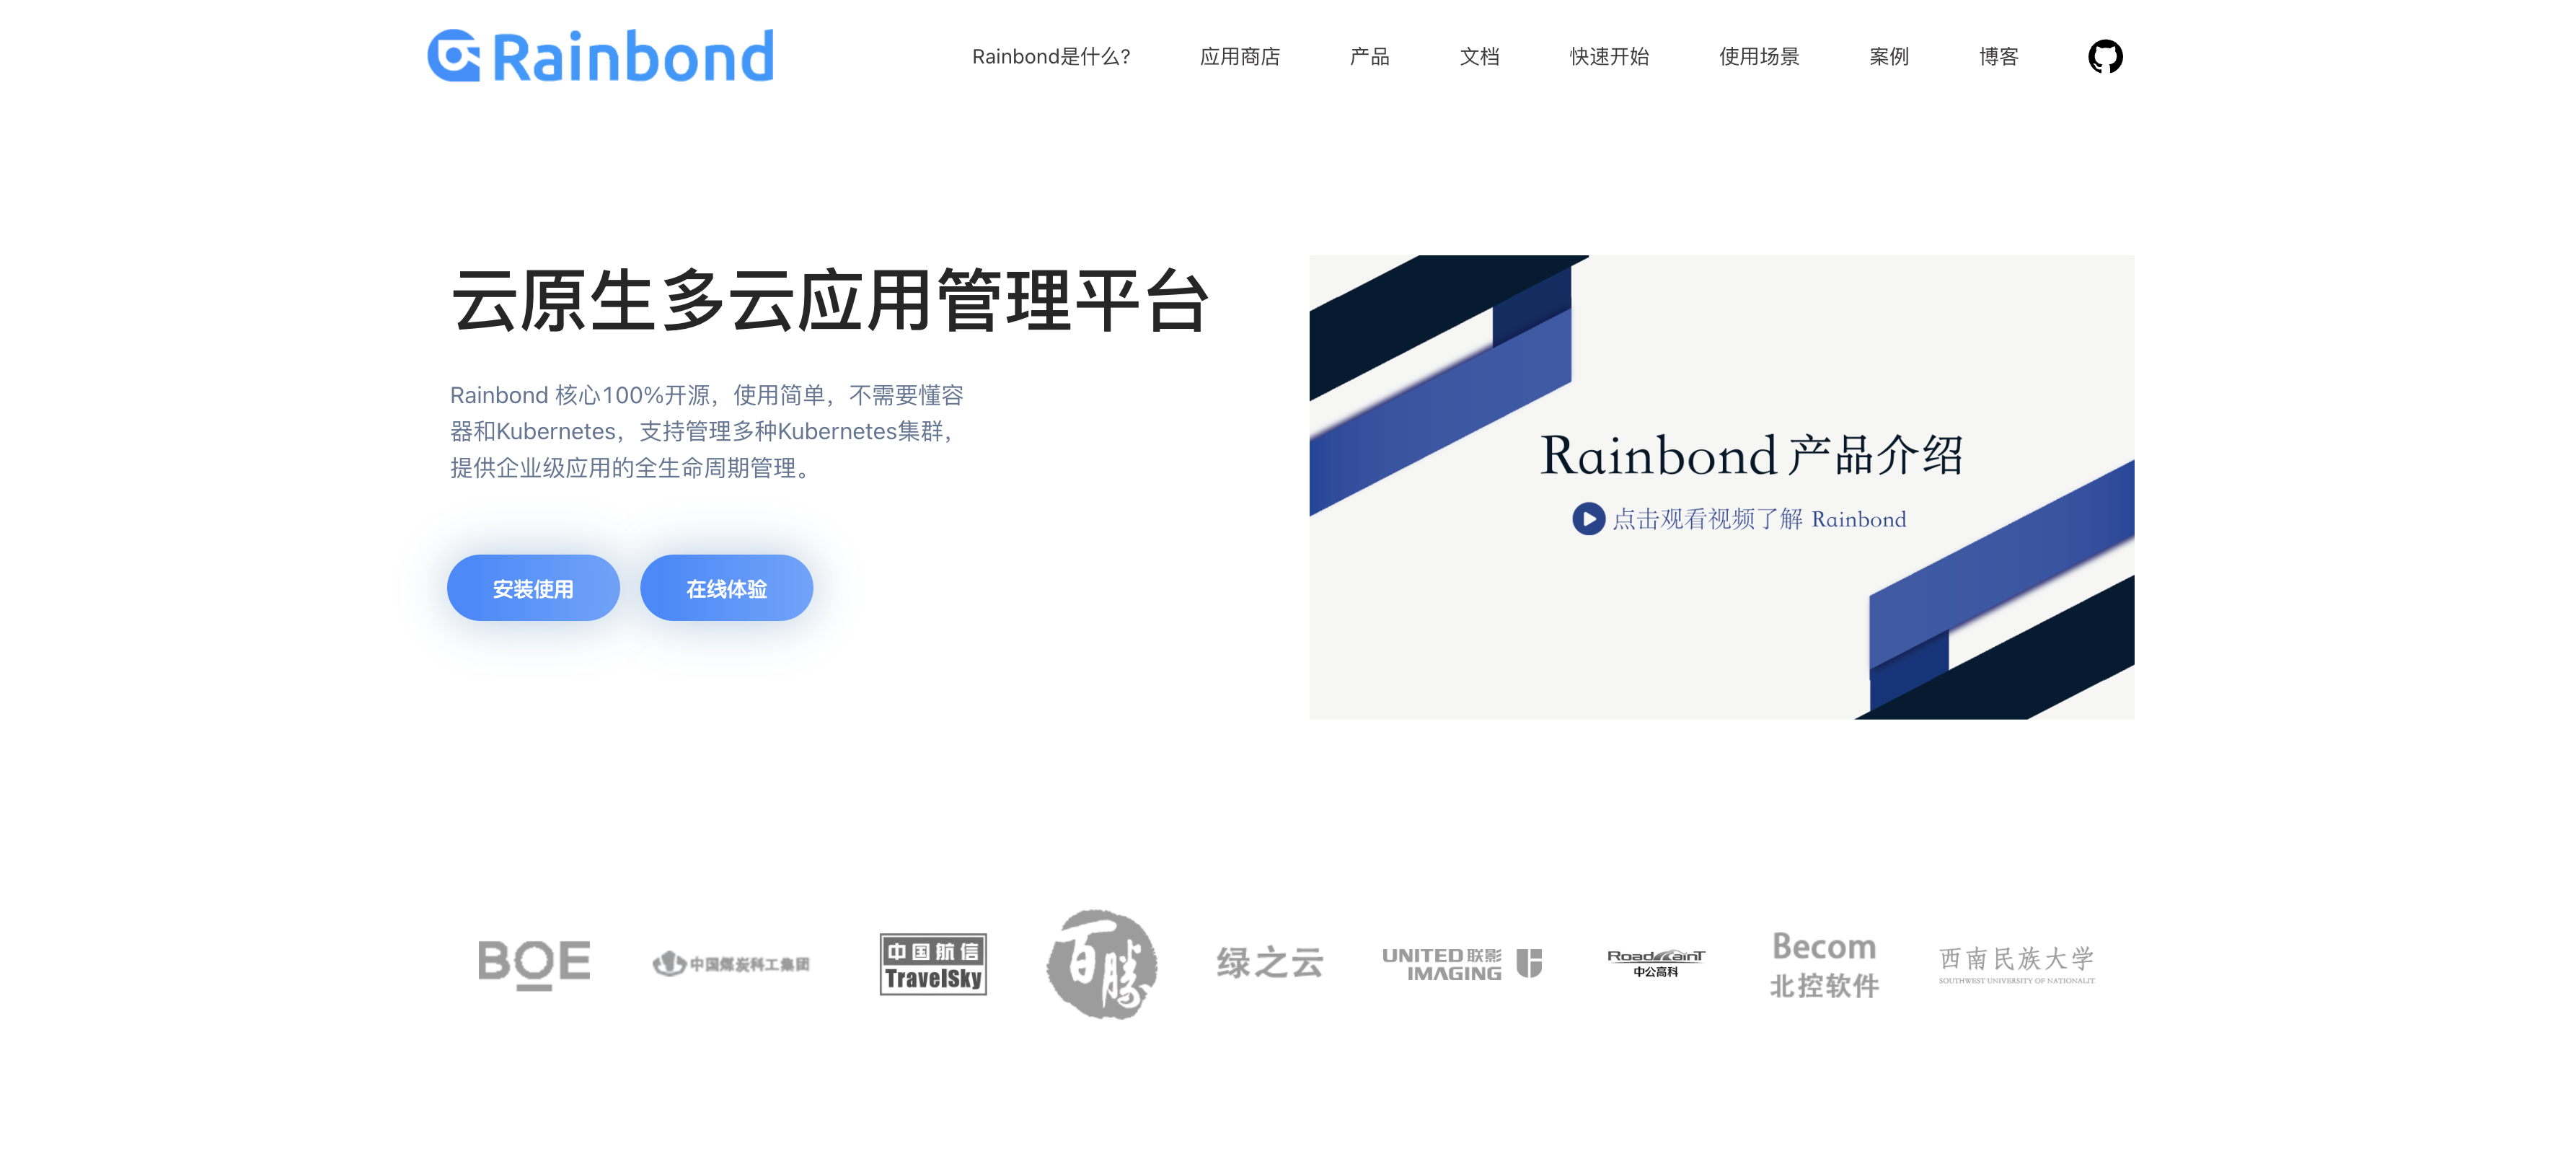 Rainbond
Rainbond是什么?
应用商店
产品
文档
快速开始
使用场景
案例
博客
云原生多云应用管理平台
Rainbond 核心100%开源，使用简单，不需要懂容
器和Kubernetes，支持管理多种Kubernetes集群，
提供企业级应用的全生命周期管理。
安装使用
在线体验
Rainbond 产品介绍
点击观看视频了解 Rainbond
BOE
中国煤炭科工集团
中国航信
TravelSky
百胜
绿之云
UNITED 联影
IMAGING
RoadMainT
中公高科
Becom
北控软件
西南民族大学
SOUTHWEST UNIVERSITY OF NATIONALIT